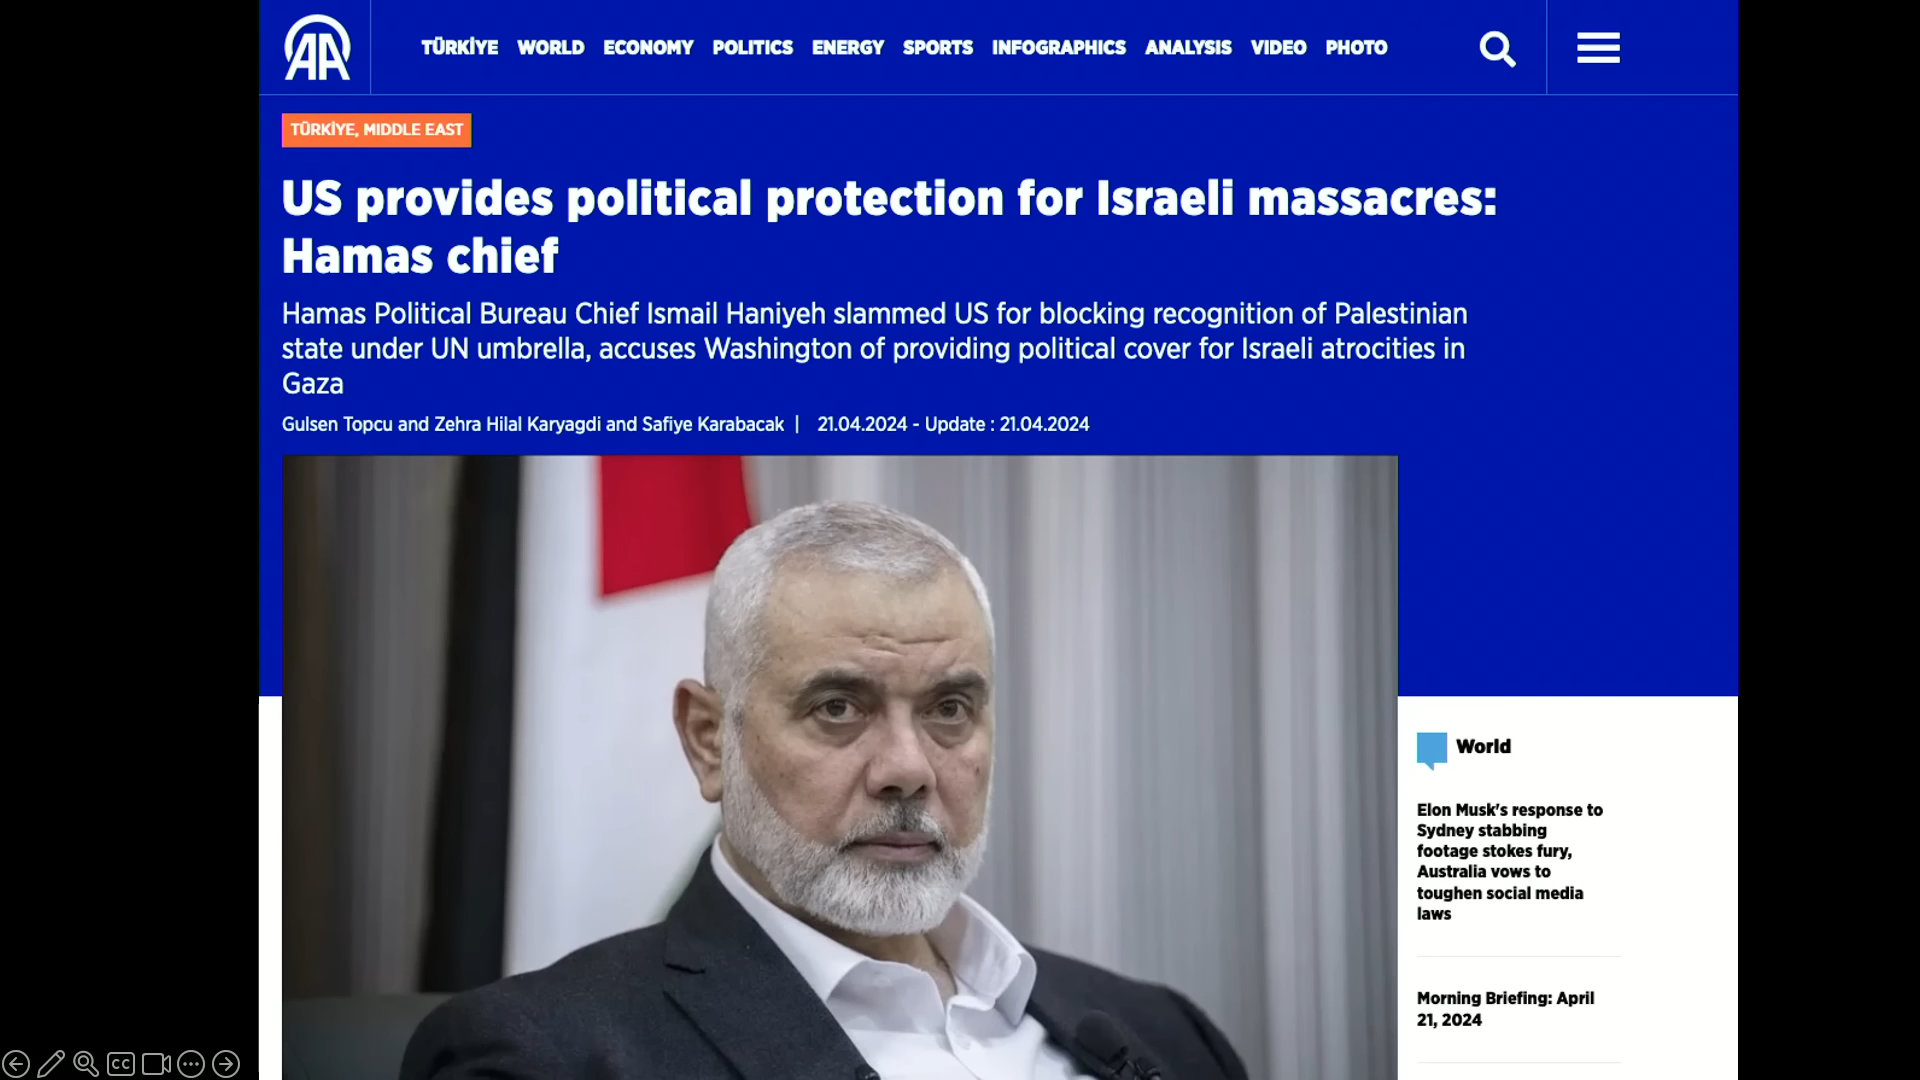 AA
TÜRKİYE WORLD ECONOMY POLITICS ENERGY SPORTS INFOGRAPHICS ANALYSIS VIDEO PHOTO
TÜRKİYE, MIDDLE EAST
US provides political protection for Israeli massacres:
Hamas chief
Hamas Political Bureau Chief Ismail Haniyeh slammed US for blocking recognition of Palestinian
state under UN umbrella, accuses Washington of providing political cover for Israeli atrocities in
Gaza
Gulsen Topcu and Zehra Hilal Karyagdi and Safiye Karabacak | 21.04.2024 - Update : 21.04.2024
World
Elon Musk's response to
Sydney stabbing
footage stokes fury,
Australia vows to
toughen social media
laws
Morning Briefing: April
21, 2024
CC